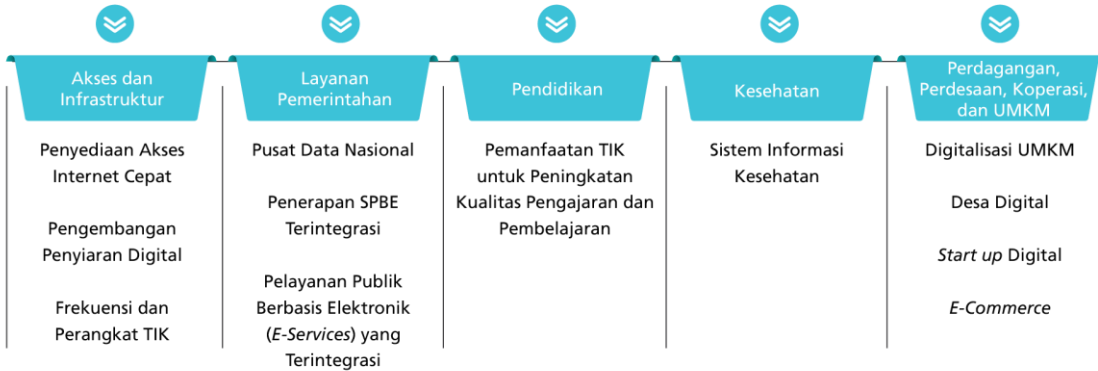 Akses dan
Infrastruktur
Penyediaan Akses
Internet Cepat
Pengembangan
Penyiaran Digital
Frekuensi dan
Perangkat TIK
Layanan
Pemerintahan
Pusat Data Nasional
Penerapan SPBE
Terintegrasi
Pelayanan Publik
Berbasis Elektronik
(E-Services) yang
Terintegrasi
Pendidikan
Pemanfaatan TIK
untuk Peningkatan
Kualitas Pengajaran dan
Pembelajaran
Kesehatan
Sistem Informasi
Kesehatan
Perdagangan,
Perdesaan, Koperasi,
dan UMKM
Digitalisasi UMKM
Desa Digital
Start up Digital
E-Commerce